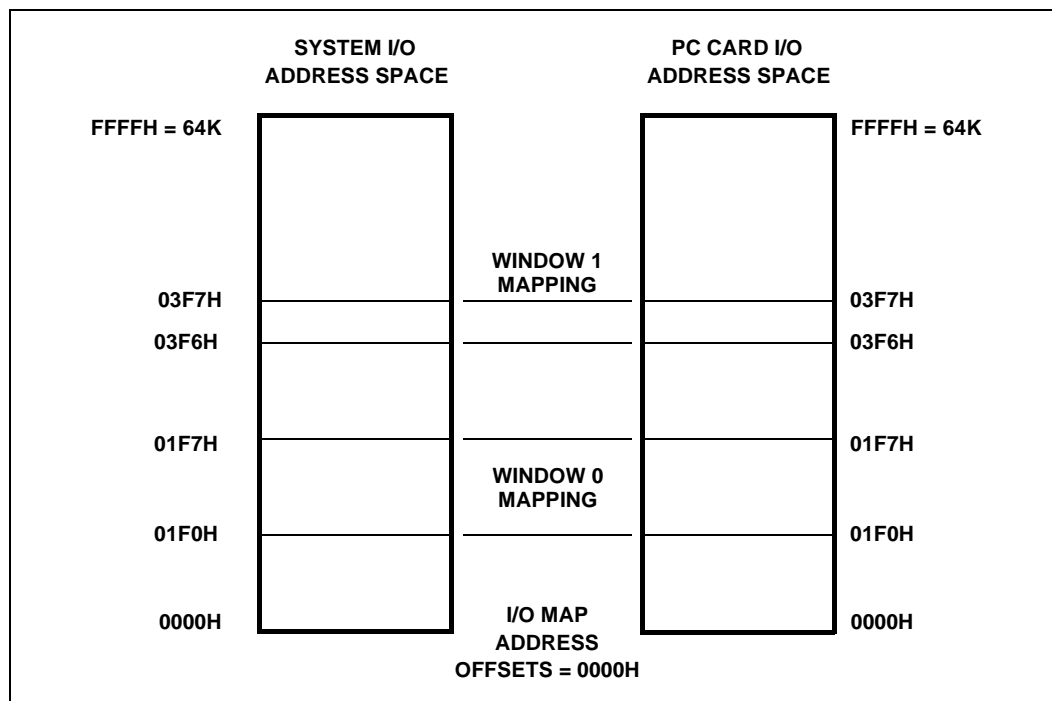 SYSTEM I/O
ADDRESS SPACE
PC CARD I/O
ADDRESS SPACE
FFFFH = 64K
FFFFH = 64K
WINDOW 1
MAPPING
03F7H
03F7H
03F6H
03F6H
01F7H
01F7H
WINDOW 0
MAPPING
01F0H
01F0H
0000H
I/O MAP
ADDRESS
OFFSETS = 0000H
0000H